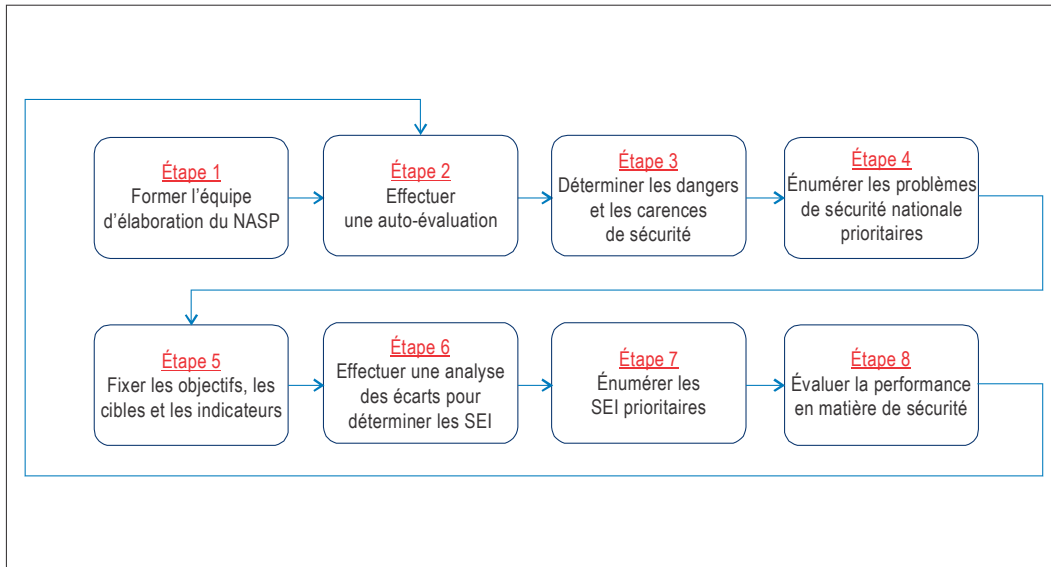 Étape 1
Former l’équipe
d’élaboration du NASP
Étape 2
Effectuer
une auto-évaluation
Étape 3
Déterminer les dangers
et les carences
de sécurité
Étape 4
Énumérer les problèmes
de sécurité nationale
prioritaires
Étape 5
Fixer les objectifs, les
cibles et les indicateurs
Étape 6
Effectuer une analyse
des écarts pour
déterminer les SEI
Étape 7
Énumérer les
SEI prioritaires
Étape 8
Évaluer la performance
en matière de sécurité